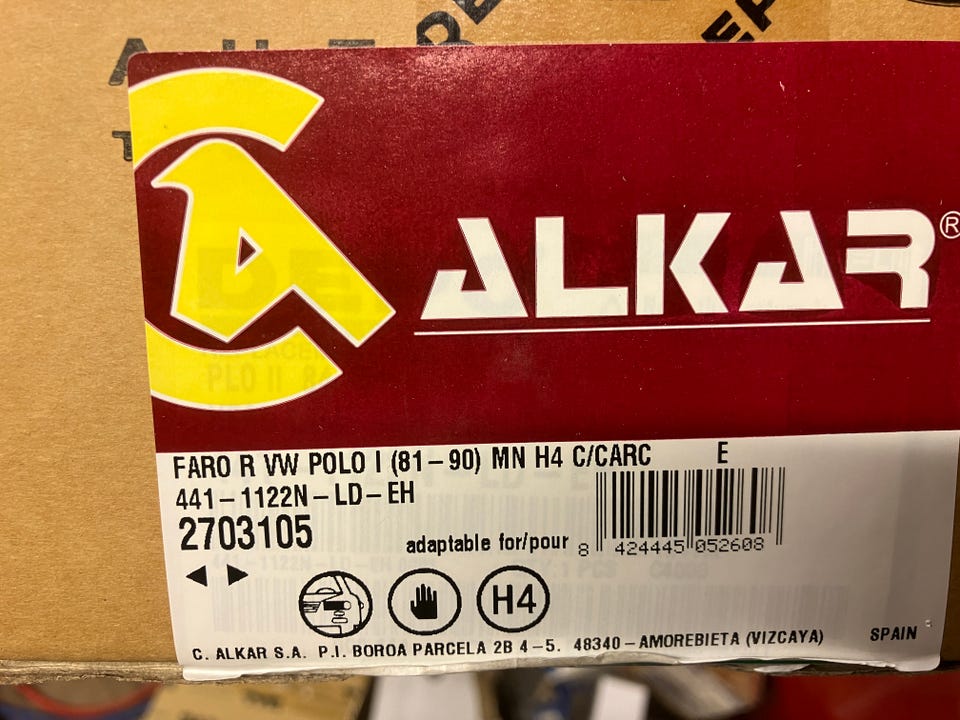 ALKAR®
FARO R VW POLO I (81-90) MN H4 C/CARC E
441-1122N-LD-EH
2703105
adaptable for/pour
8 424445 052608
H4
C. ALKAR S.A. P.I. BOROA PARCELA 2B 4-5. 48340-AMOREBIETA (VIZCAYA) SPAIN